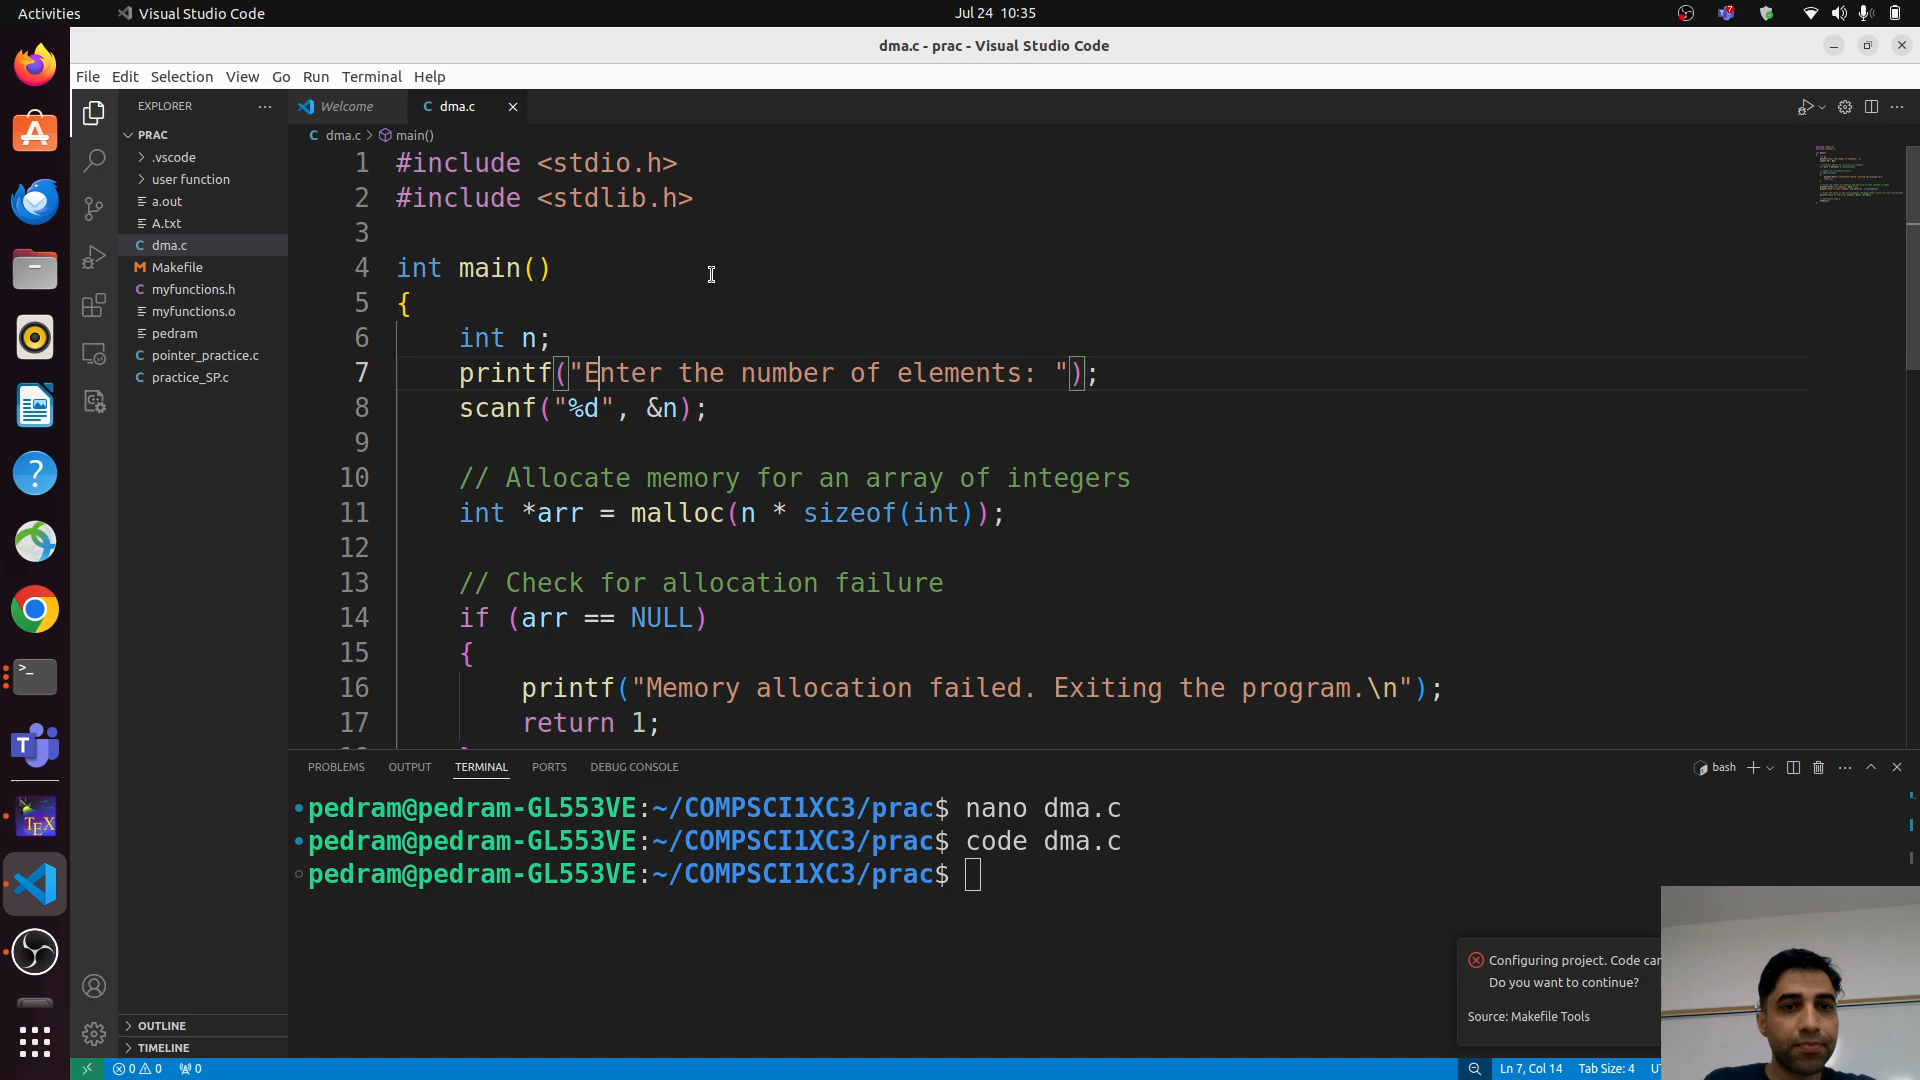 Activities
Visual Studio Code
Jul 24 10:35
dma.c - prac - Visual Studio Code
File Edit Selection View Go Run Terminal Help
EXPLORER
Welcome
dma.c
PRAC
dma.c > main()
.vscode
user function
a.out
A.txt
dma.c
Makefile
myfunctions.h
myfunctions.o
pedram
pointer_practice.c
practice_SP.c
1 #include <stdio.h>
2 #include <stdlib.h>
3
4 int main()
5 {
6 int n;
7 printf("Enter the number of elements: ");
8 scanf("%d", &n);
9
10 // Allocate memory for an array of integers
11 int *arr = malloc(n * sizeof(int));
12
13 // Check for allocation failure
14 if (arr == NULL)
15 {
16 printf("Memory allocation failed. Exiting the program.\n");
17 return 1;
PROBLEMS OUTPUT TERMINAL PORTS DEBUG CONSOLE
bash
pedram@pedram-GL553VE:~/COMPSCI1XC3/prac$ nano dma.c
pedram@pedram-GL553VE:~/COMPSCI1XC3/prac$ code dma.c
pedram@pedram-GL553VE:~/COMPSCI1XC3/prac$
Configuring project. Code can
Do you want to continue?
Source: Makefile Tools
OUTLINE
TIMELINE
0 0 0
Ln 7, Col 14
Tab Size: 4